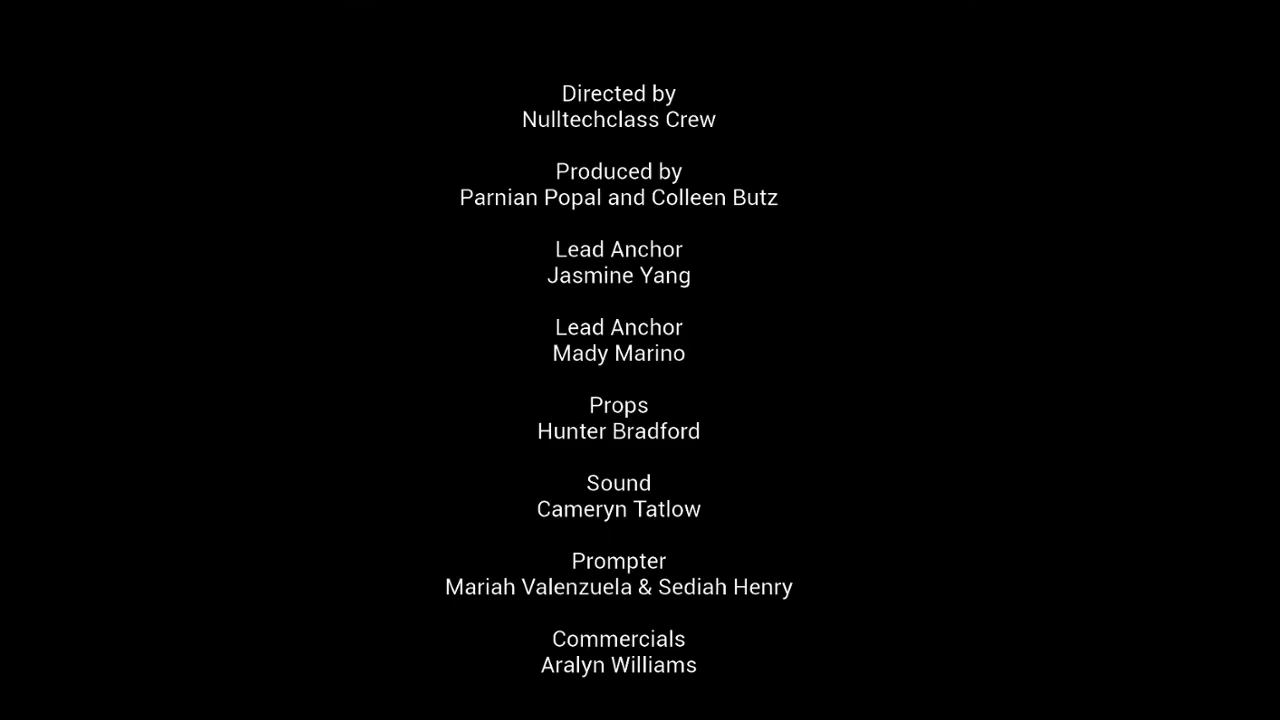 Directed by
Nulltechclass Crew
Produced by
Parnian Popal and Colleen Butz
Lead Anchor
Jasmine Yang
Lead Anchor
Mady Marino
Props
Hunter Bradford
Sound
Cameryn Tatlow
Prompter
Mariah Valenzuela & Sediah Henry
Commercials
Aralyn Williams